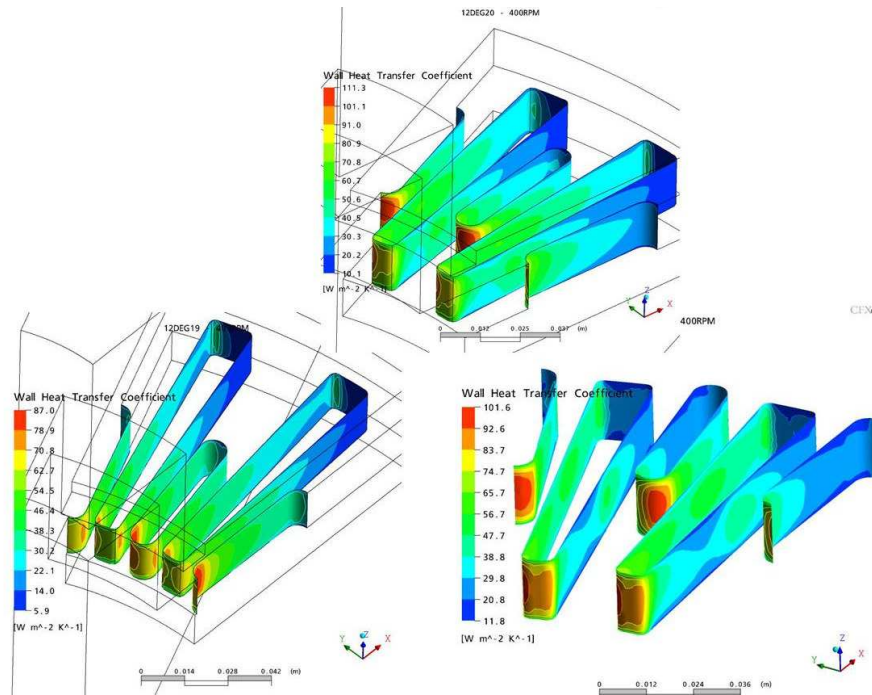 12DEG20 - 400RPM
Wall Heat Transfer Coefficient
111.3
101.1
91.0
80.9
70.8
60.7
50.6
40.5
30.3
20.2
10.1
[W m^-2 K^-1]
Z
Y
X
0 0.012 0.025 0.037 (m)
400RPM
CFX
12DEG19 - 400RPM
Wall Heat Transfer Coefficient
87.0
78.9
70.8
62.7
54.5
46.4
38.3
30.2
22.1
14.0
5.9
[W m^-2 K^-1]
Z
Y
X
0 0.014 0.028 0.042 (m)
Wall Heat Transfer Coefficient
101.6
92.6
83.7
74.7
65.7
56.7
47.7
38.8
29.8
20.8
11.8
[W m^-2 K^-1]
Z
Y
X
0 0.012 0.024 0.036 (m)